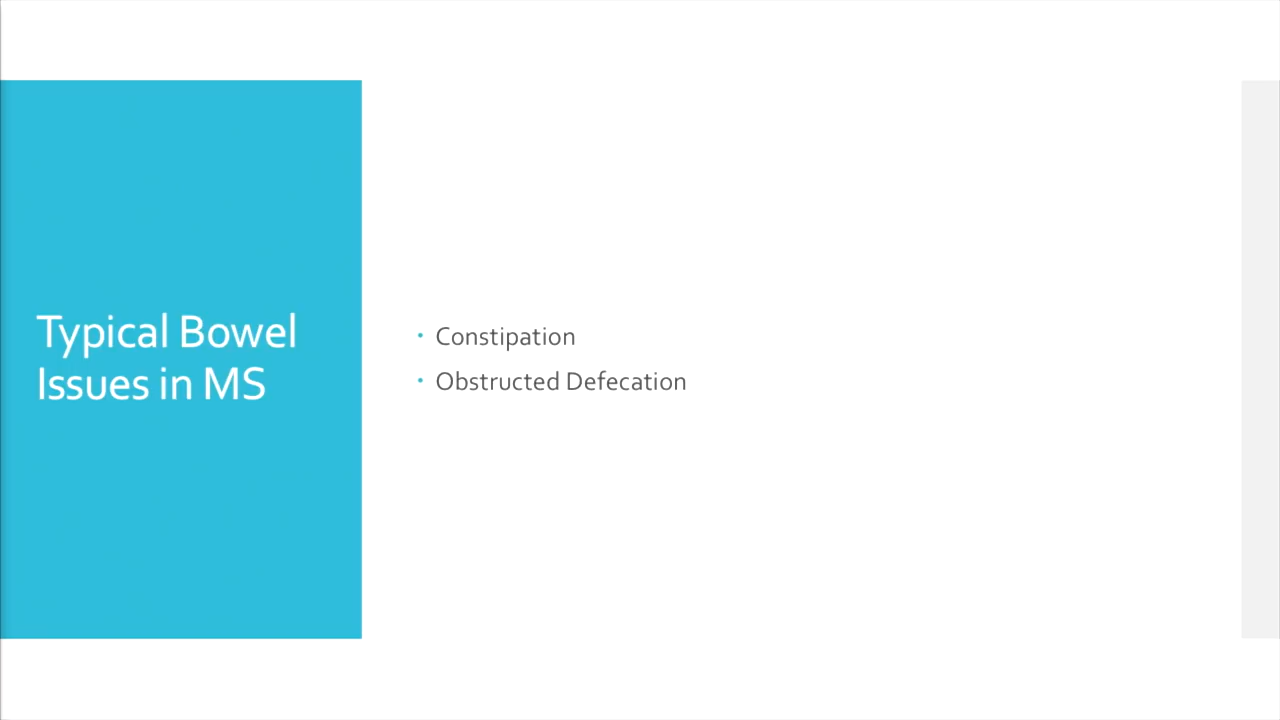 Typical Bowel
Issues in MS
• Constipation
• Obstructed Defecation